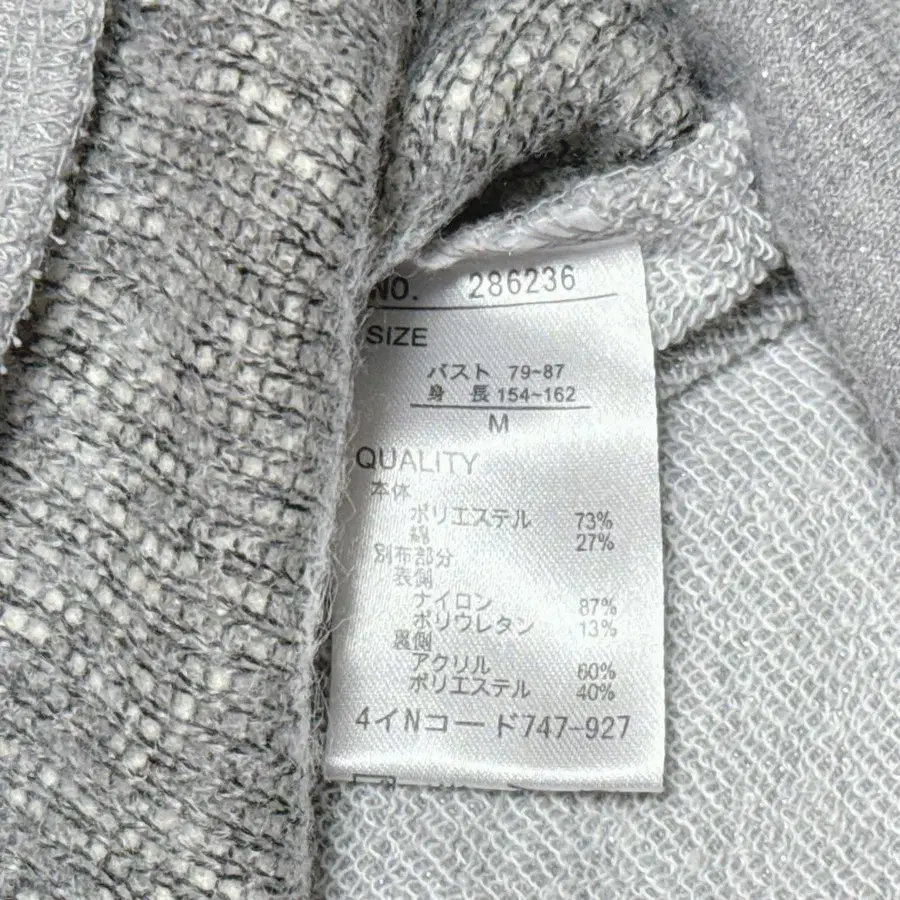 NO. 286236
SIZE
バスト 79-87
身 長 154-162
M
QUALITY
本体
ポリエステル 73%
綿 27%
別布部分
表側
ナイロン 87%
ポリウレタン 13%
裏側
アクリル 60%
ポリエステル 40%
4イNコード747-927